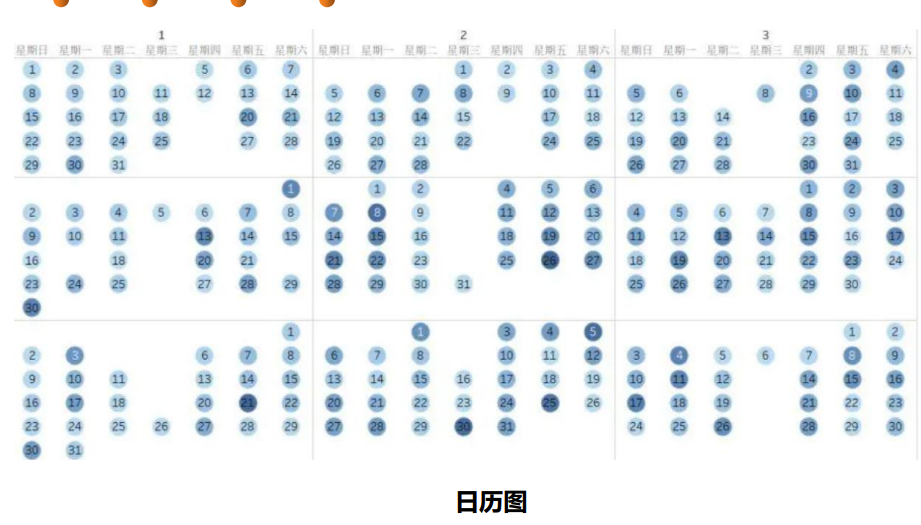 1 2 3
星期日 星期一 星期二 星期三 星期四 星期五 星期六 星期日 星期一 星期二 星期三 星期四 星期五 星期六 星期日 星期一 星期二 星期三 星期四 星期五 星期六
1 2 3 5 6 7 1 2 3 4 2 3 4
8 9 10 11 12 13 14 5 6 7 8 9 10 11 5 6 8 9 10 11
15 16 17 18 20 21 12 13 14 15 17 18 12 13 14 16 17 18
22 23 24 25 27 28 19 20 21 22 24 25 19 20 21 23 24 25
29 30 31 26 27 28 26 27 28 30 31
1 1 2 4 5 6 1 2 3
2 3 4 5 6 7 8 7 8 9 11 12 13 4 5 6 7 8 9 10
9 10 11 13 14 15 14 15 16 18 19 20 11 12 13 14 15 16 17
16 18 20 21 21 22 23 25 26 27 18 19 20 21 22 23 24
23 24 25 27 28 29 28 29 30 31 25 26 27 28 29 30
30
1 1 3 4 5 1 2
2 3 6 7 8 6 7 8 10 11 12 3 4 5 6 7 8 9
9 10 11 13 14 15 13 14 15 16 17 18 19 10 11 12 14 15 16
16 17 18 20 21 22 20 21 22 23 24 25 26 17 18 19 21 22 23
23 24 25 26 27 28 29 27 28 29 30 31 24 25 26 28 29 30
30 31
日历图